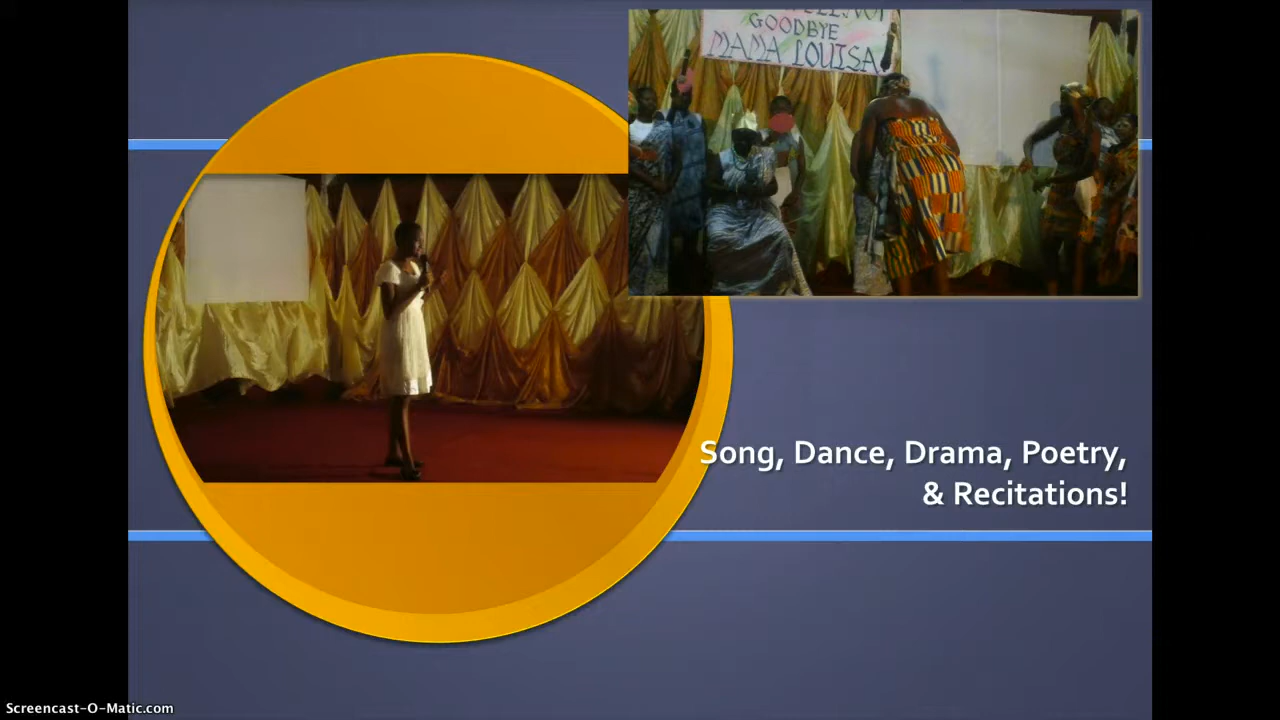 GOODBYE
MAMA LOUISA
Song, Dance, Drama, Poetry,
& Recitations!
Screencast-O-Matic.com